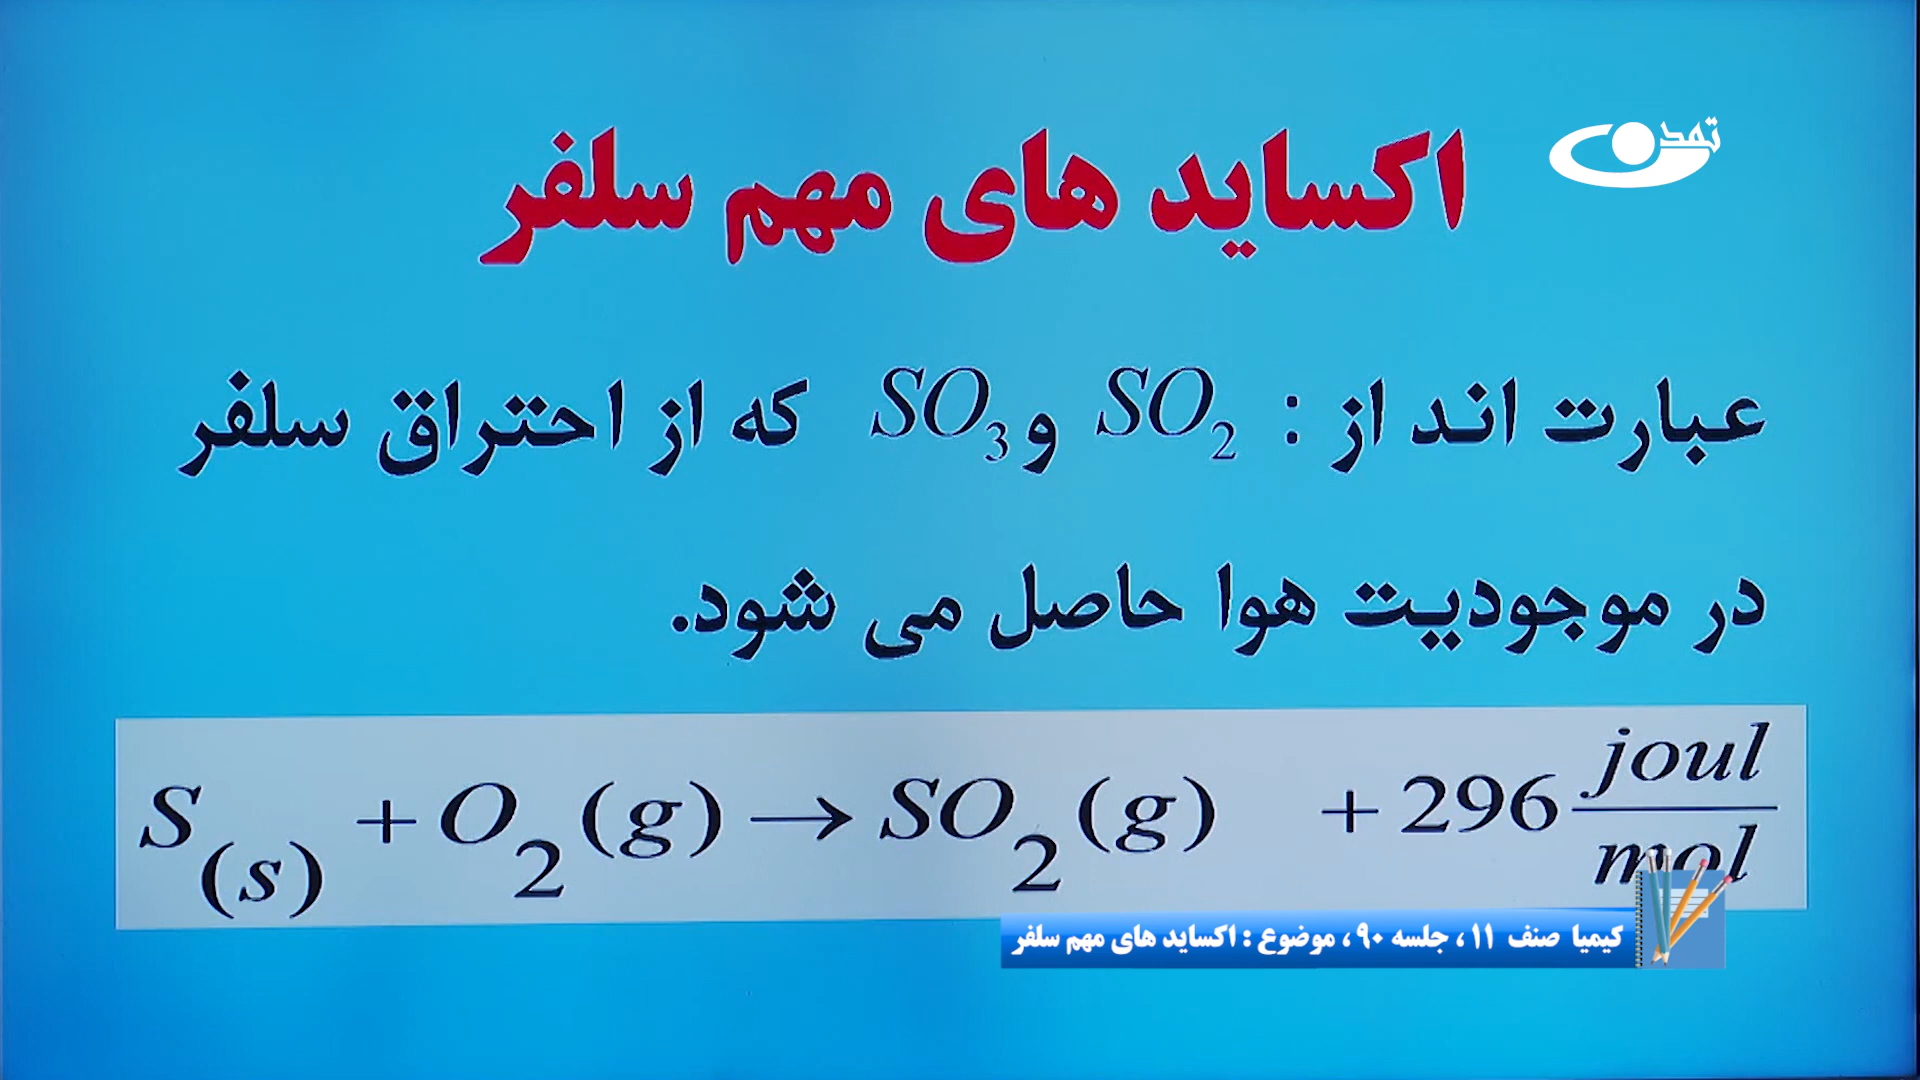 تمدن
اکساید های مهم سلفر
عبارت اند از : SO₂ و SO₃ که از احتراق سلفر
در موجودیت هوا حاصل می شود.
S(s) + O₂(g) → SO₂(g) + 296 joul/mol
کیمیا صنف ۱۱ ، جلسه ۹۰ ، موضوع : اکساید های مهم سلفر